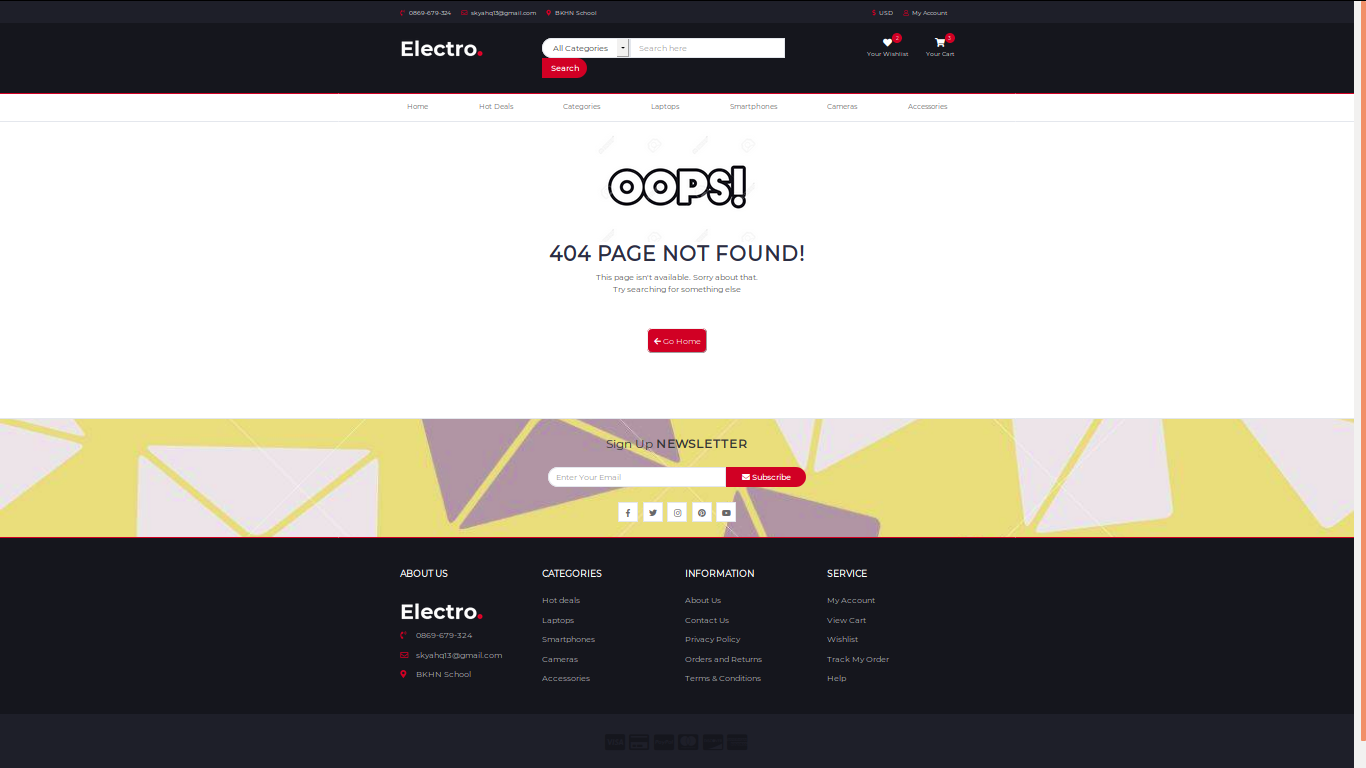 0869-679-324 skyahq13@gmail.com BKHN School
$ USD My Account
Electro.
All Categories Search here
Search
2
Your Wishlist
3
Your Cart
Home Hot Deals Categories Laptops Smartphones Cameras Accessories
OOPS!
404 PAGE NOT FOUND!
This page isn't available. Sorry about that.
Try searching for something else
Go Home
Sign Up NEWSLETTER
Enter Your Email Subscribe
ABOUT US
Electro.
0869-679-324
skyahq13@gmail.com
BKHN School
CATEGORIES
Hot deals
Laptops
Smartphones
Cameras
Accessories
INFORMATION
About Us
Contact Us
Privacy Policy
Orders and Returns
Terms & Conditions
SERVICE
My Account
View Cart
Wishlist
Track My Order
Help